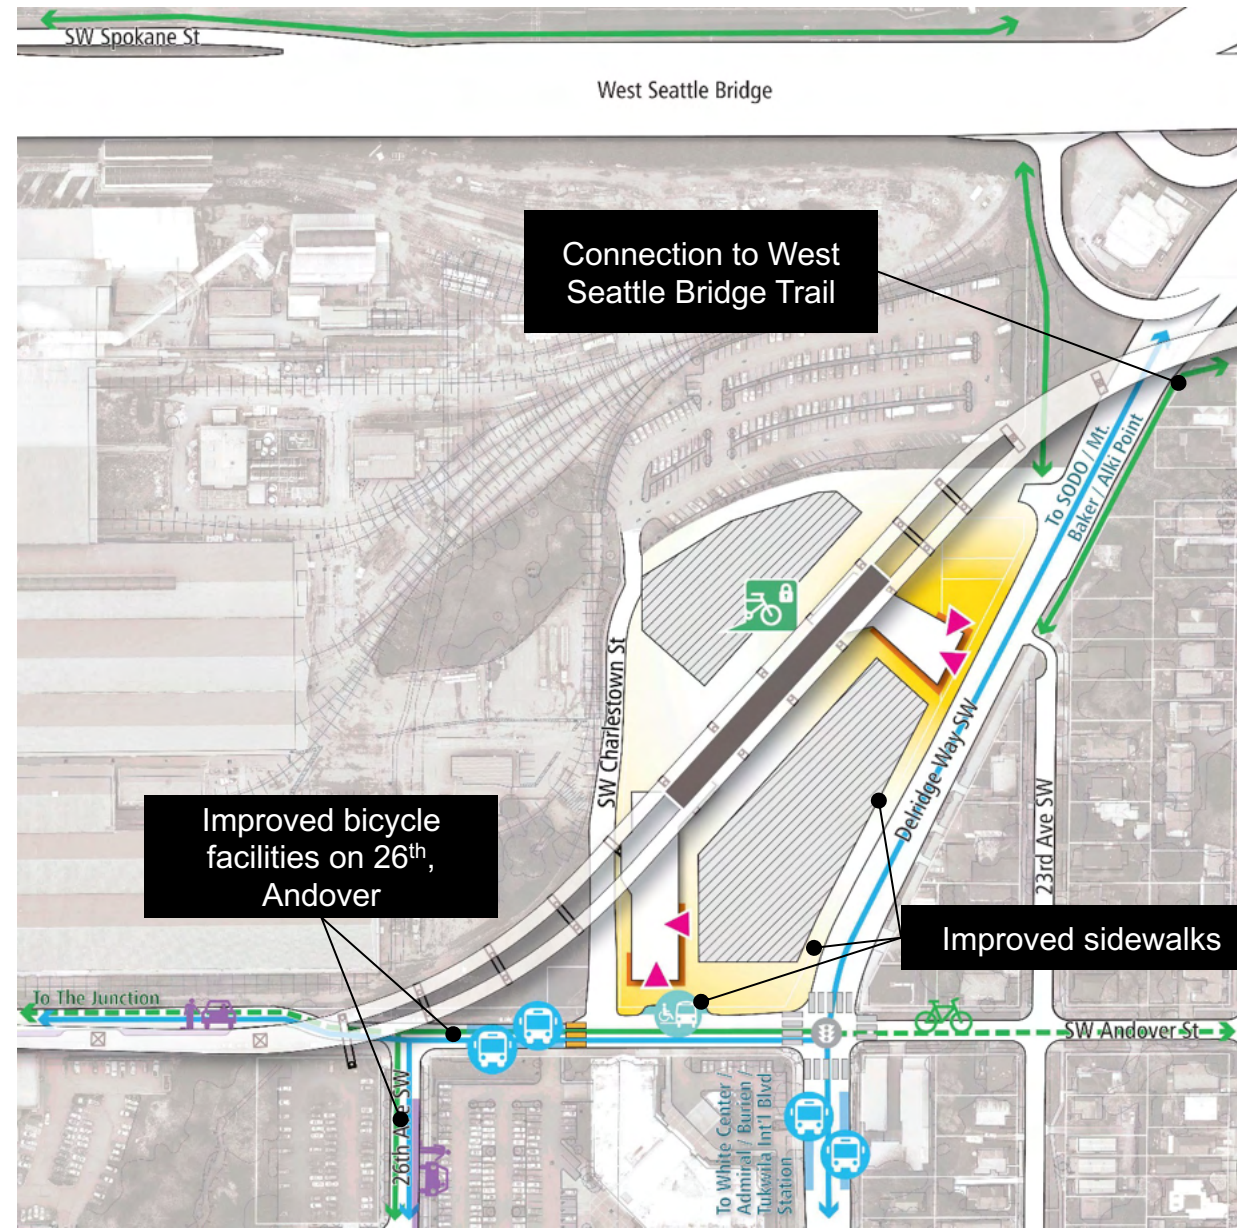 SW Spokane St
West Seattle Bridge
Connection to West
Seattle Bridge Trail
To SODO / Mt.
Baker / Alki Point
SW Charlestown St
Delridge Way SW
23rd Ave SW
Improved bicycle
facilities on 26th,
Andover
Improved sidewalks
To The Junction
SW Andover St
26th Ave SW
To White Center /
Admiral / Burien /
Tukwila Int'l Blvd
Station